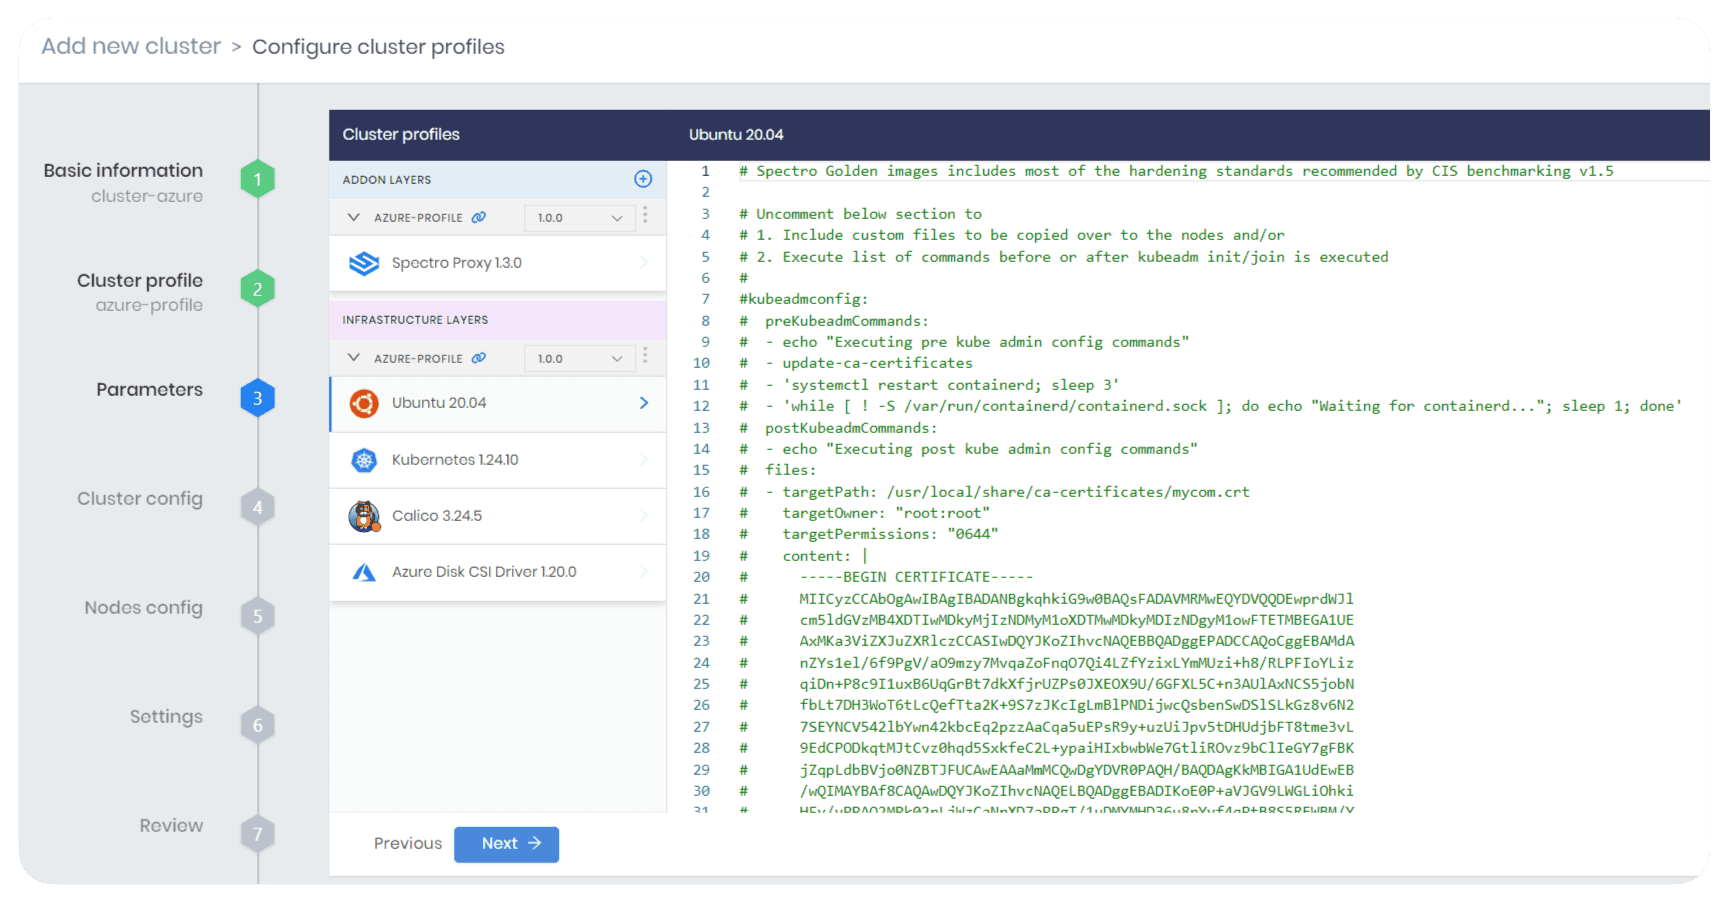 Add new cluster > Configure cluster profiles
Basic information
cluster-azure
1
Cluster profile
azure-profile
2
Parameters
3
Cluster config
4
Nodes config
5
Settings
6
Review
7
Cluster profiles
ADDON LAYERS
AZURE-PROFILE 1.0.0
Spectro Proxy 1.3.0
INFRASTRUCTURE LAYERS
AZURE-PROFILE 1.0.0
Ubuntu 20.04
Kubernetes 1.24.10
Calico 3.24.5
Azure Disk CSI Driver 1.20.0
Previous Next →
Ubuntu 20.04
1 # Spectro Golden images includes most of the hardening standards recommended by CIS benchmarking v1.5
2
3 # Uncomment below section to
4 # 1. Include custom files to be copied over to the nodes and/or
5 # 2. Execute list of commands before or after kubeadm init/join is executed
6 #
7 #kubeadmconfig:
8 #  preKubeadmCommands:
9 #  - echo "Executing pre kube admin config commands"
10 #  - update-ca-certificates
11 #  - 'systemctl restart containerd; sleep 3'
12 #  - 'while [ ! -S /var/run/containerd/containerd.sock ]; do echo "Waiting for containerd..."; sleep 1; done'
13 #  postKubeadmCommands:
14 #  - echo "Executing post kube admin config commands"
15 #  files:
16 #  - targetPath: /usr/local/share/ca-certificates/mycom.crt
17 #    targetOwner: "root:root"
18 #    targetPermissions: "0644"
19 #    content: |
20 #      -----BEGIN CERTIFICATE-----
21 #      MIICyzCCAbOgAwIBAgIBADANBgkqhkiG9w0BAQsFADAVMRMwEQYDVQQDEwprdWJl
22 #      cm5ldGVzMB4XDTIwMDkyMjIzNDMyM1oXDTMwMDkyMDIzNDgyM1owFTETMBEGA1UE
23 #      AxMKa3ViZXJuZXRlczCCASIwDQYJKoZIhvcNAQEBBQADggEPADCCAQoCggEBAMdA
24 #      nZYs1el/6f9PgV/aO9mzy7MvqaZoFnqO7Qi4LZfYzixLYmMUzi+h8/RLPFIoYLiz
25 #      qiDn+P8c9I1uxB6UqGrBt7dkXfjrUZPs0JXEOX9U/6GFXL5C+n3AUlAxNCS5jobN
26 #      fbLt7DH3WoT6tLcQefTta2K+9S7zJKcIgLmBlPNDijwcQsbenSwDSlSLkGz8v6N2
27 #      7SEYNCV542lbYwn42kbcEq2pzzAaCqa5uEPsR9y+uzUiJpv5tDHUdjbFT8tme3vL
28 #      9EdCPODkqtMJtCvz0hqd5SxkfeC2L+ypaiHIxbwbWe7GtliROvz9bClIeGY7gFBK
29 #      jZqpLdbBVjo0NZBTJFUCAwEAAaMmMCQwDgYDVR0PAQH/BAQDAgKkMBIGA1UdEwEB
30 #      /wQIMAYBAf8CAQAwDQYJKoZIhvcNAQELBQADggEBADIKoE0P+aVJGV9LWGLiOhki
31 #